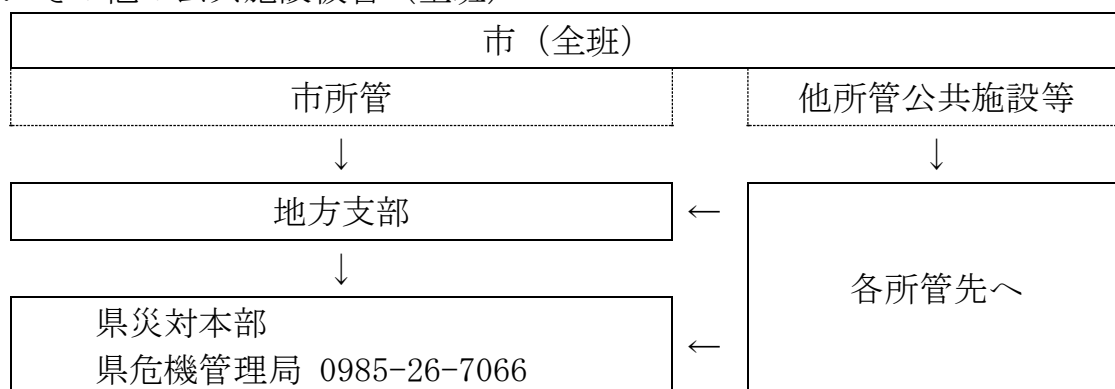 市（全班）
市所管 他所管公共施設等
↓ ↓
地方支部 ← 各所管先へ
↓
県災対本部 ←
県危機管理局 0985-26-7066